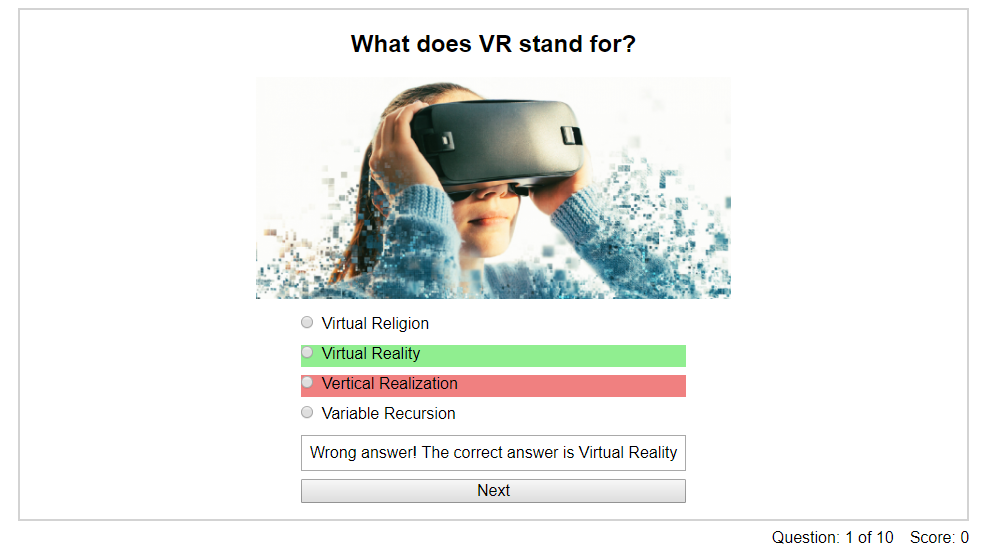 What does VR stand for?
Virtual Religion
Virtual Reality
Vertical Realization
Variable Recursion
Wrong answer! The correct answer is Virtual Reality
Next
Question: 1 of 10 Score: 0